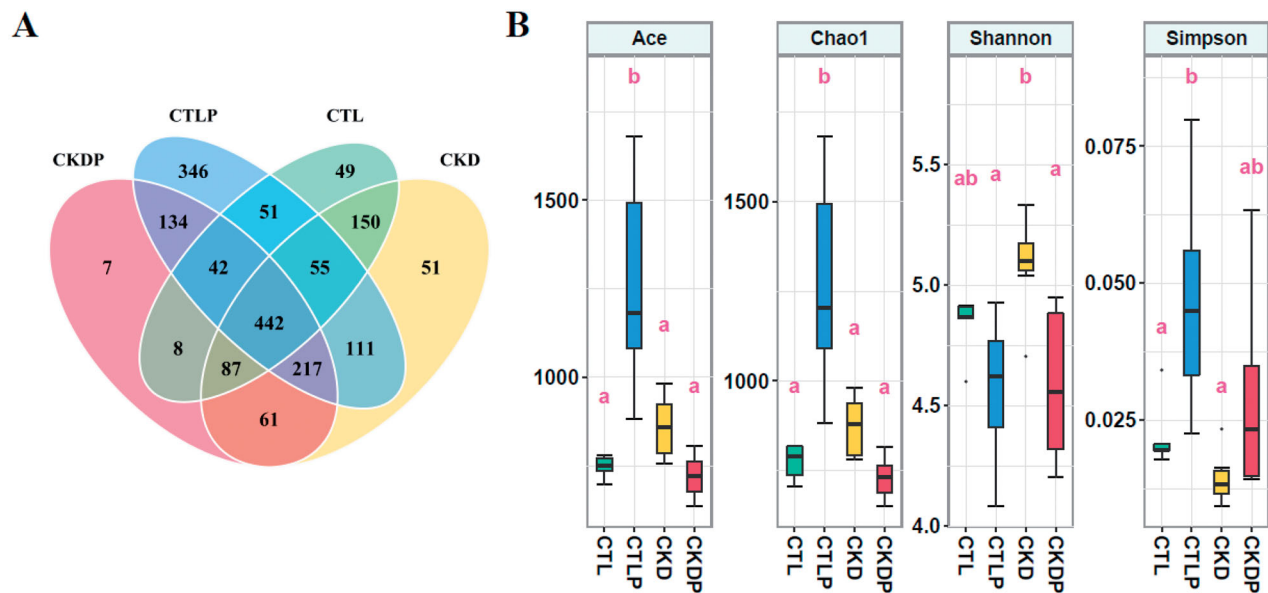 A
B
CKDP
CTLP
CTL
CKD
346
49
134
51
150
7
42
55
51
442
8
87
217
111
61
Ace
Chao1
Shannon
Simpson
1500
1000
b
a
a
a
CTL
CTLP
CKD
CKDP
1500
1000
b
a
a
a
CTL
CTLP
CKD
CKDP
5.5
5.0
4.5
4.0
b
ab
a
a
CTL
CTLP
CKD
CKDP
0.075
0.050
0.025
b
ab
a
a
CTL
CTLP
CKD
CKDP